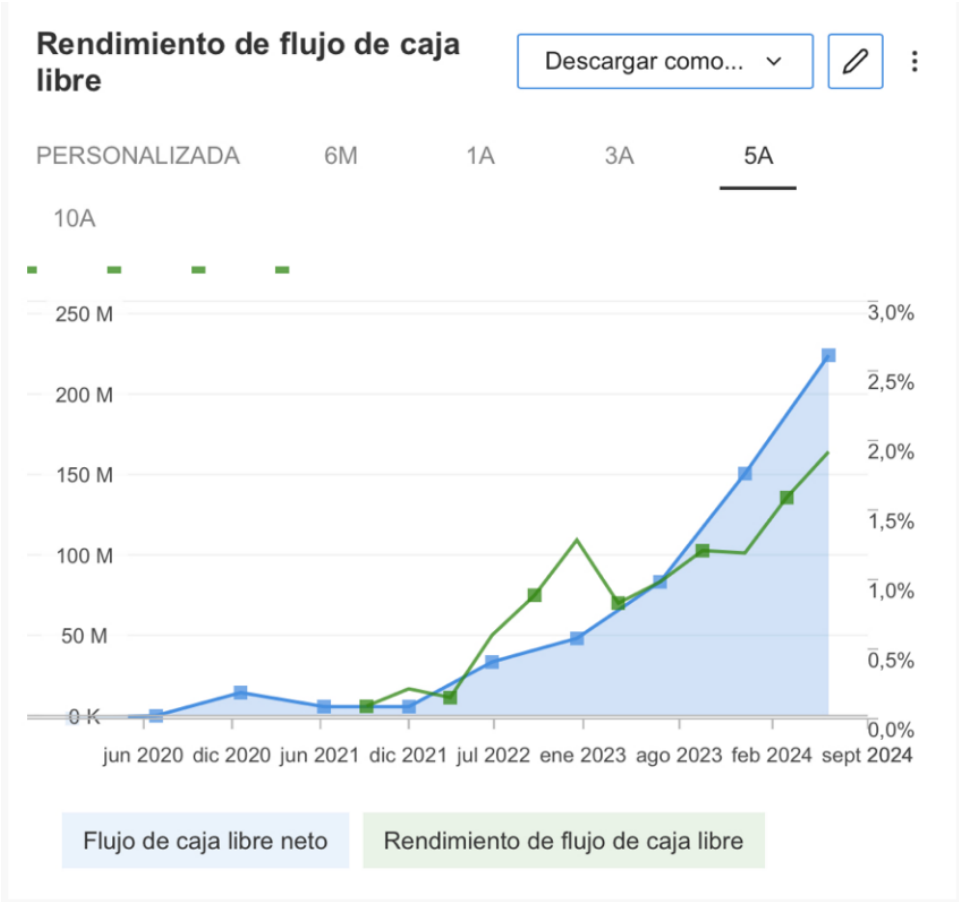 Rendimiento de flujo de caja
libre
Descargar como...
PERSONALIZADA 6M 1A 3A 5A
10A
250 M
200 M
150 M
100 M
50 M
0 K
3,0%
2,5%
2,0%
1,5%
1,0%
0,5%
0,0%
jun 2020 dic 2020 jun 2021 dic 2021 jul 2022 ene 2023 ago 2023 feb 2024 sept 2024
Flujo de caja libre neto
Rendimiento de flujo de caja libre